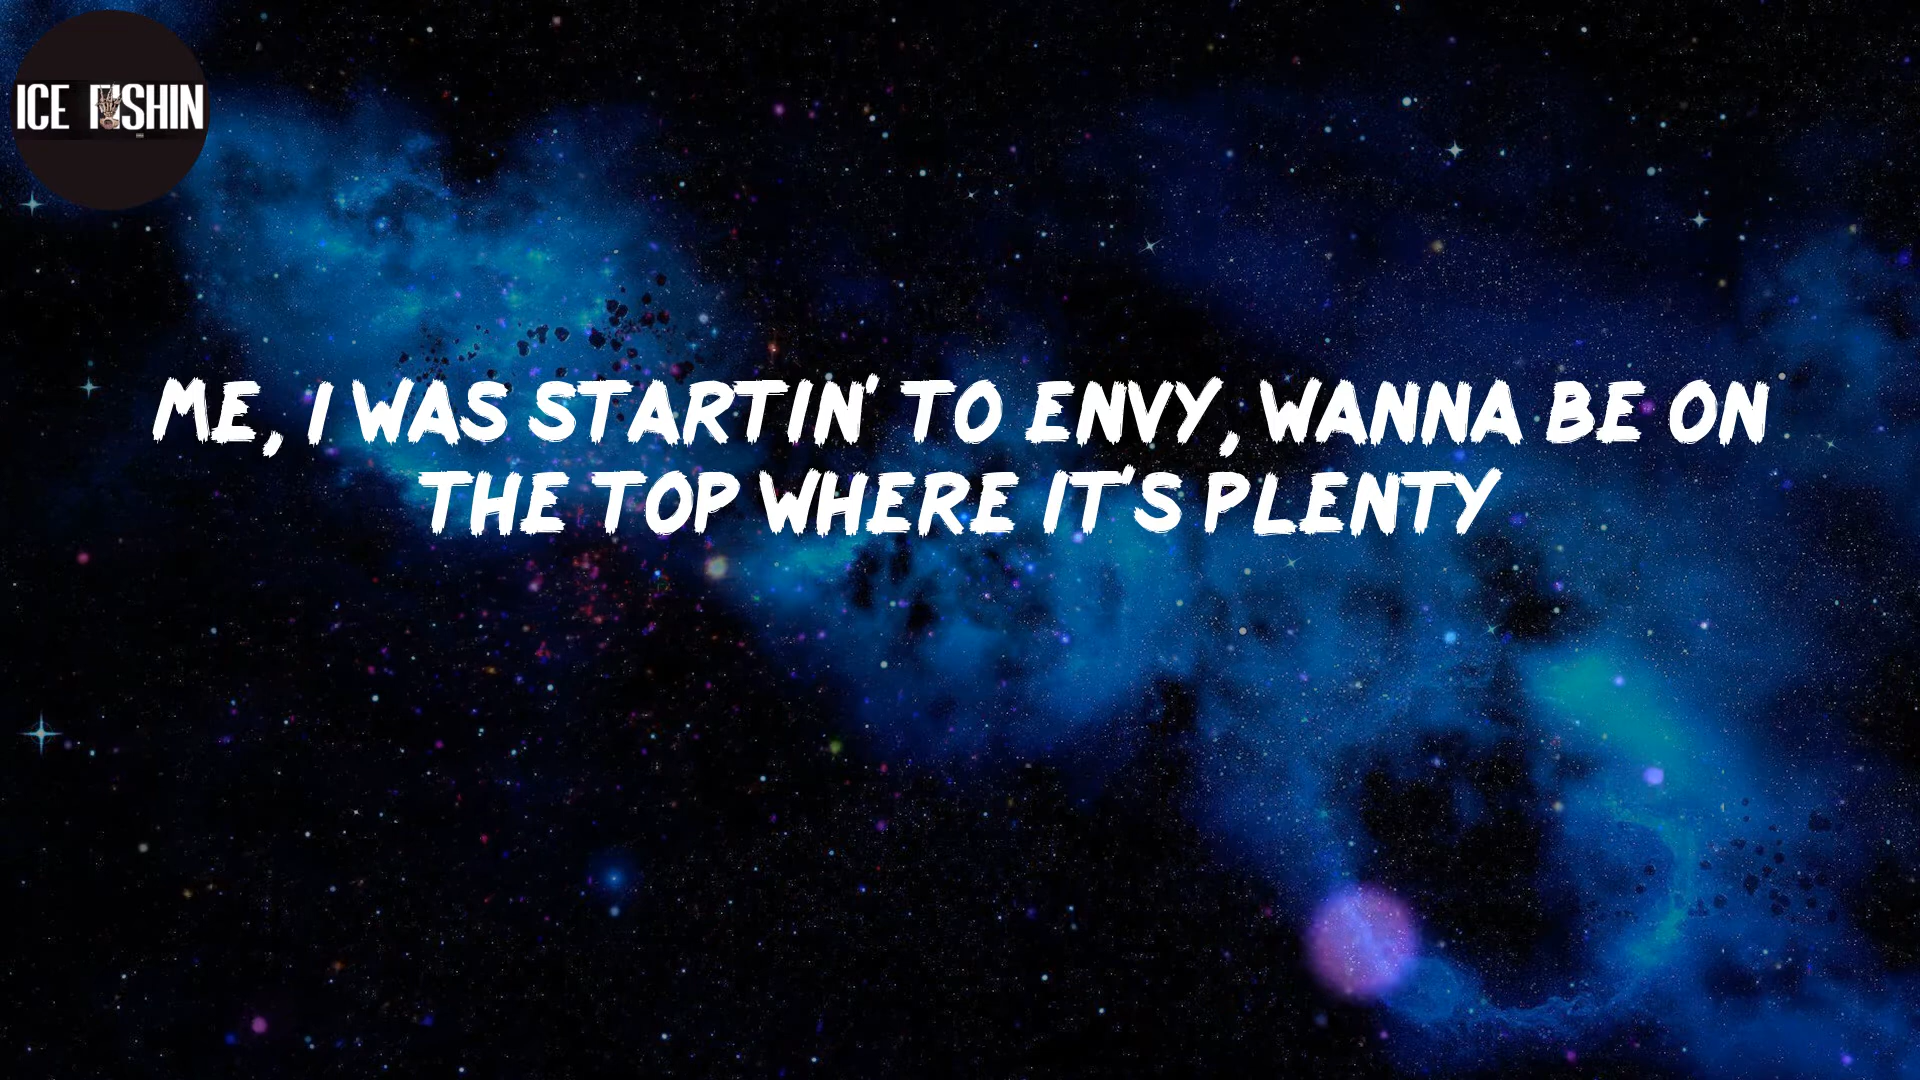 ICE FISHIN
ME, I WAS STARTIN' TO ENVY, WANNA BE ON
THE TOP WHERE IT'S PLENTY